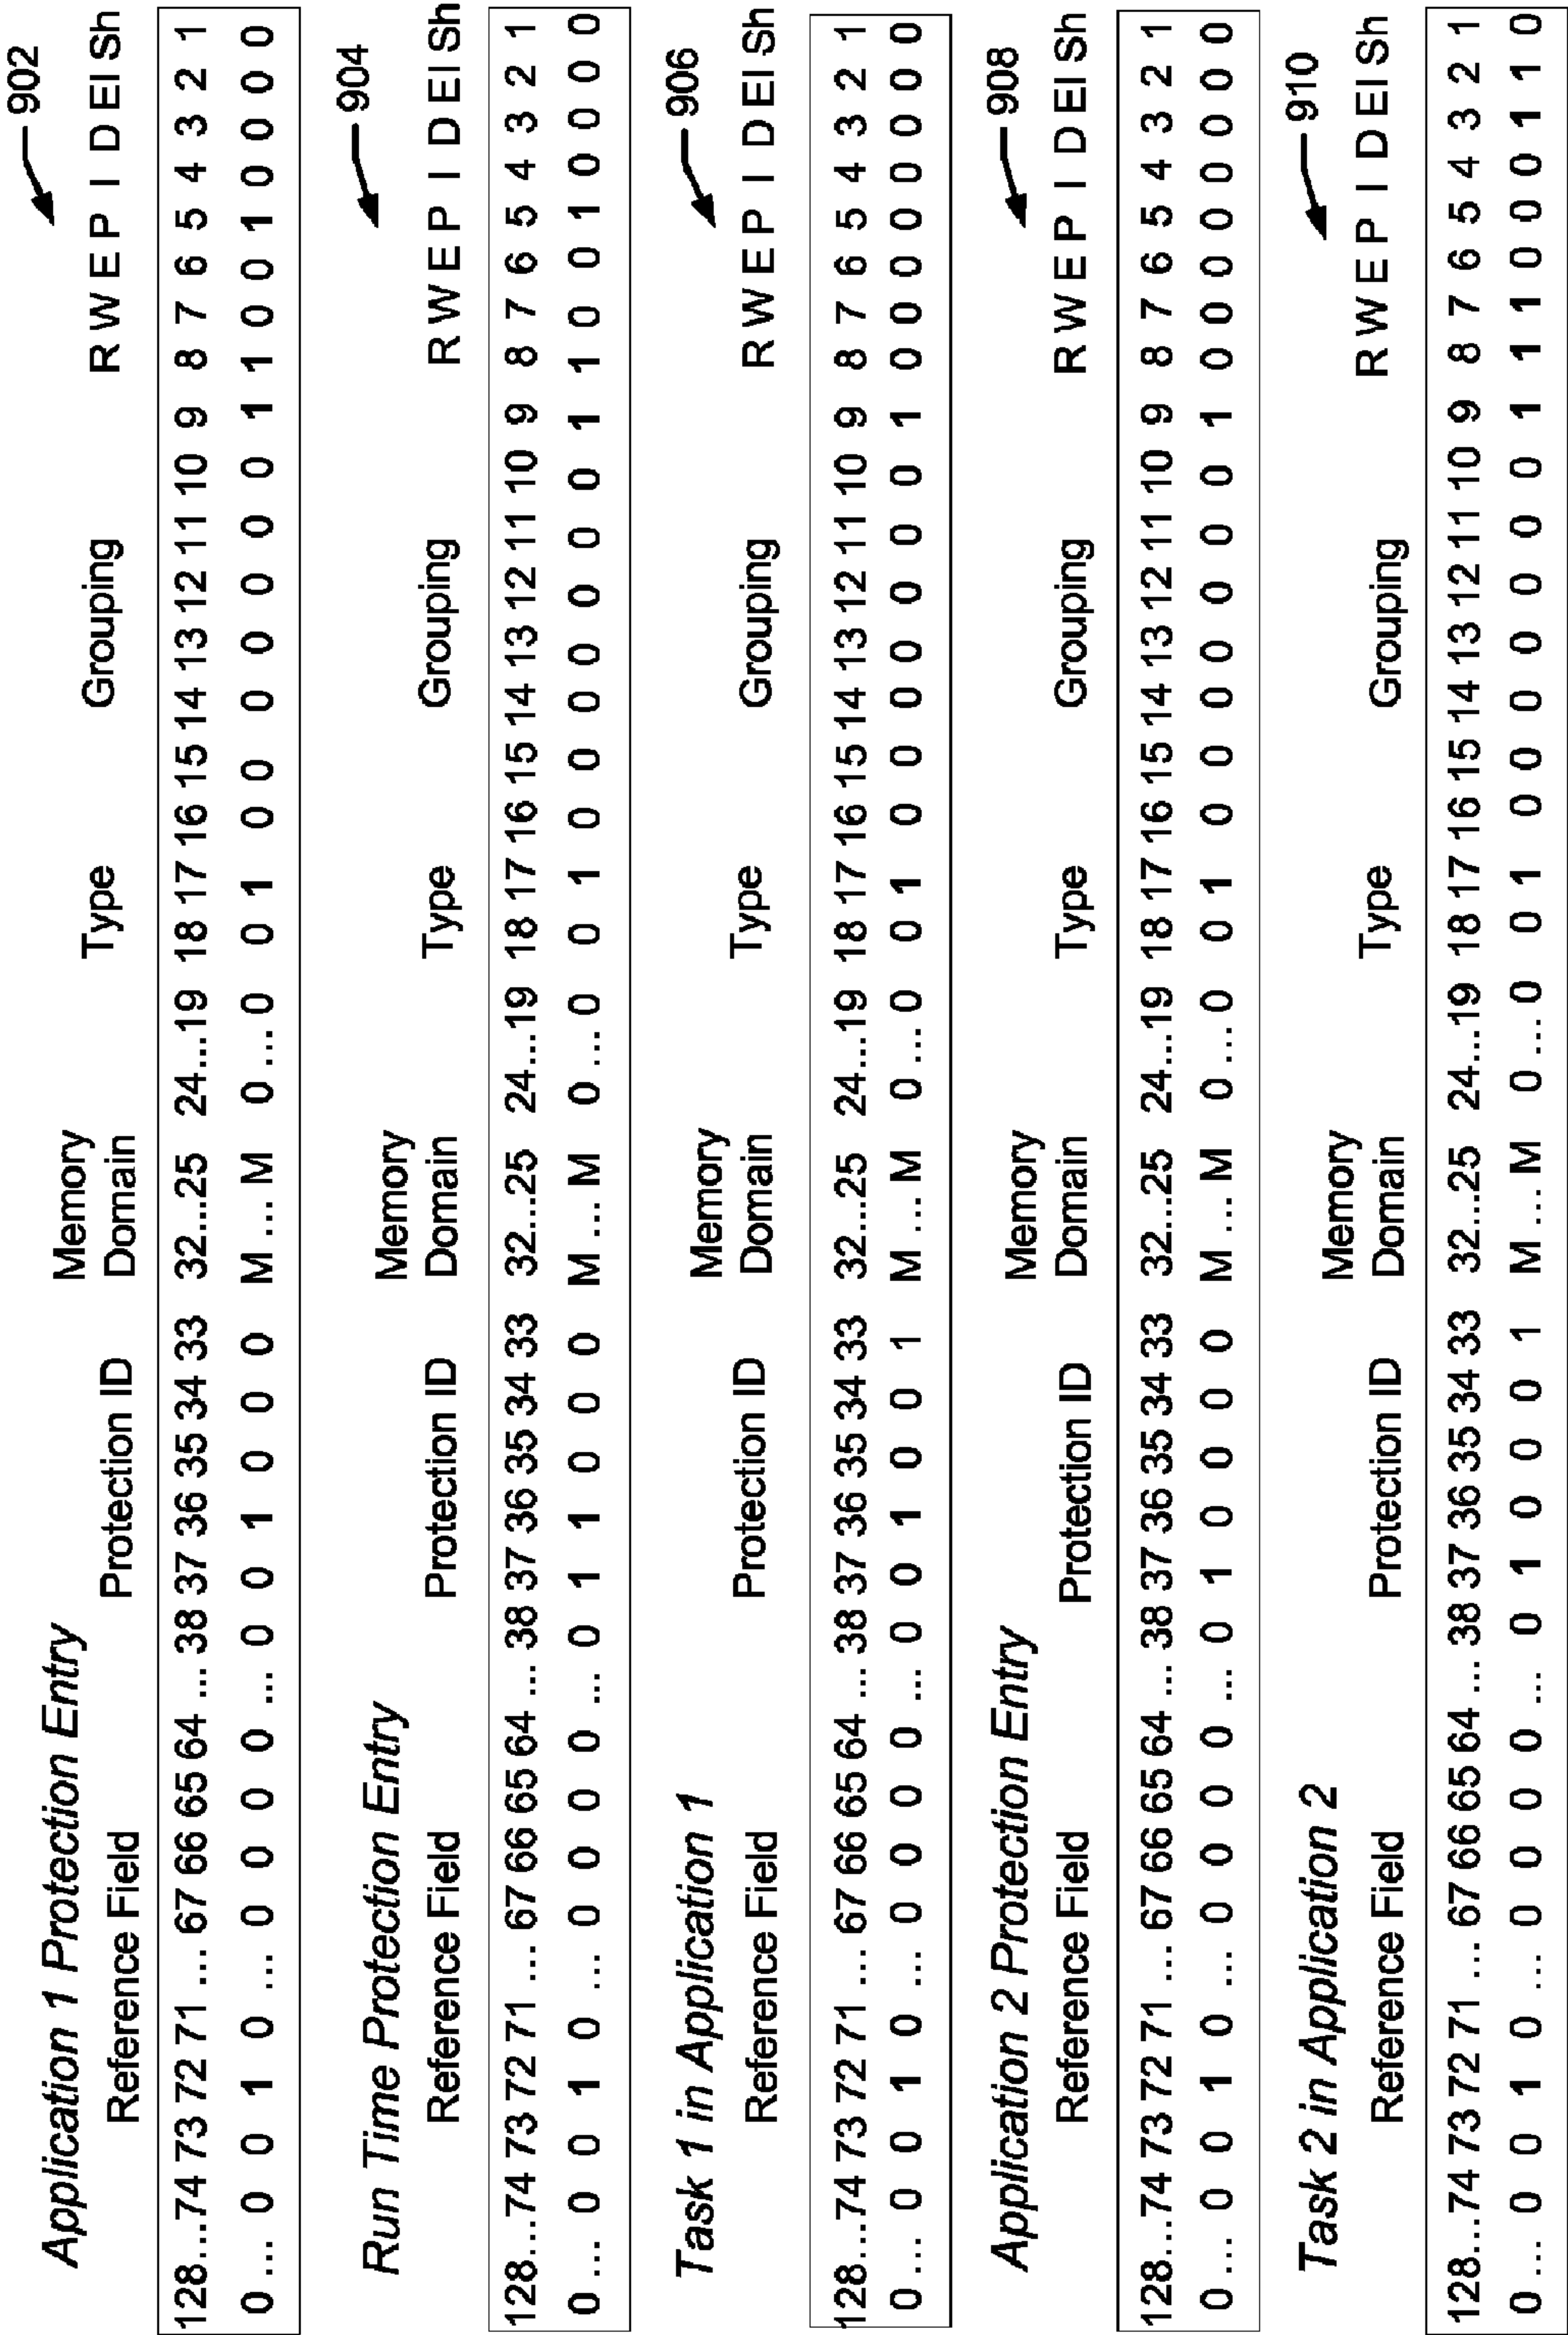 902
Application 1 Protection Entry
Memory
Reference Field Protection ID Domain Type Grouping R W E P I D EI Sh
128...74 73 72 71 ... 67 66 65 64 ... 38 37 36 35 34 33 32...25 24...19 18 17 16 15 14 13 12 11 10 9 8 7 6 5 4 3 2 1
0 ... 0 0 1 0 ... 0 0 0 0 ... 0 0 1 0 0 0 M ... M 0 ... 0 0 1 0 0 0 0 0 0 0 1 1 0 0 1 0 0 0 0
904
Run Time Protection Entry
Memory
Reference Field Protection ID Domain Type Grouping R W E P I D EI Sh
128...74 73 72 71 ... 67 66 65 64 ... 38 37 36 35 34 33 32...25 24...19 18 17 16 15 14 13 12 11 10 9 8 7 6 5 4 3 2 1
0 ... 0 0 1 0 ... 0 0 0 0 ... 0 1 1 0 0 0 M ... M 0 ... 0 0 1 0 0 0 0 0 0 0 1 1 0 0 1 0 0 0 0
906
Task 1 in Application 1
Memory
Reference Field Protection ID Domain Type Grouping R W E P I D EI Sh
128...74 73 72 71 ... 67 66 65 64 ... 38 37 36 35 34 33 32...25 24...19 18 17 16 15 14 13 12 11 10 9 8 7 6 5 4 3 2 1
0 ... 0 0 1 0 ... 0 0 0 0 ... 0 0 1 0 0 1 M ... M 0 ... 0 0 1 0 0 0 0 0 0 0 1 0 0 0 0 0 0 0 0
908
Application 2 Protection Entry
Memory
Reference Field Protection ID Domain Type Grouping R W E P I D EI Sh
128...74 73 72 71 ... 67 66 65 64 ... 38 37 36 35 34 33 32...25 24...19 18 17 16 15 14 13 12 11 10 9 8 7 6 5 4 3 2 1
0 ... 0 0 1 0 ... 0 0 0 0 ... 0 1 0 0 0 0 M ... M 0 ... 0 0 1 0 0 0 0 0 0 0 1 0 0 0 0 0 0 0 0
910
Task 2 in Application 2
Memory
Reference Field Protection ID Domain Type Grouping R W E P I D EI Sh
128...74 73 72 71 ... 67 66 65 64 ... 38 37 36 35 34 33 32...25 24...19 18 17 16 15 14 13 12 11 10 9 8 7 6 5 4 3 2 1
0 ... 0 0 1 0 ... 0 0 0 0 ... 0 1 0 0 0 1 M ... M 0 ... 0 0 1 0 0 0 0 0 0 0 1 1 1 0 0 0 1 1 0